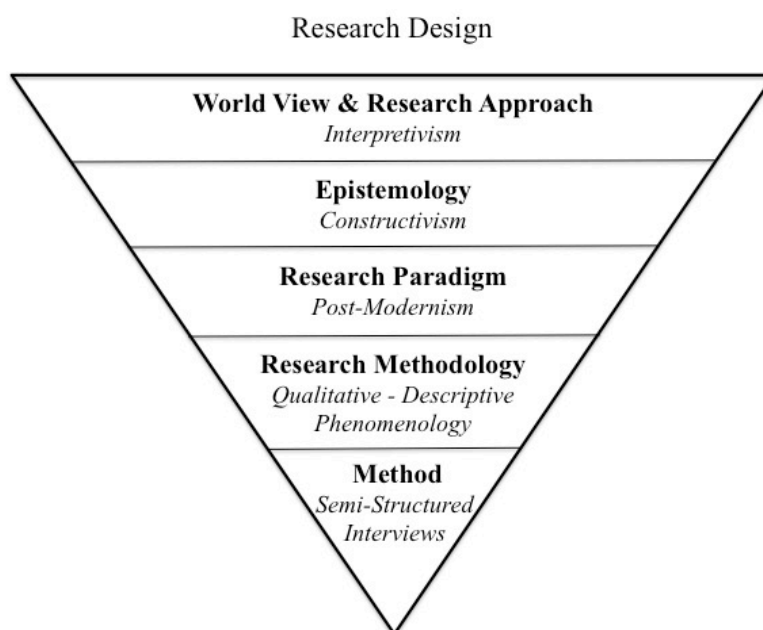 Research Design
World View & Research Approach
Interpretivism
Epistemology
Constructivism
Research Paradigm
Post-Modernism
Research Methodology
Qualitative - Descriptive
Phenomenology
Method
Semi-Structured
Interviews